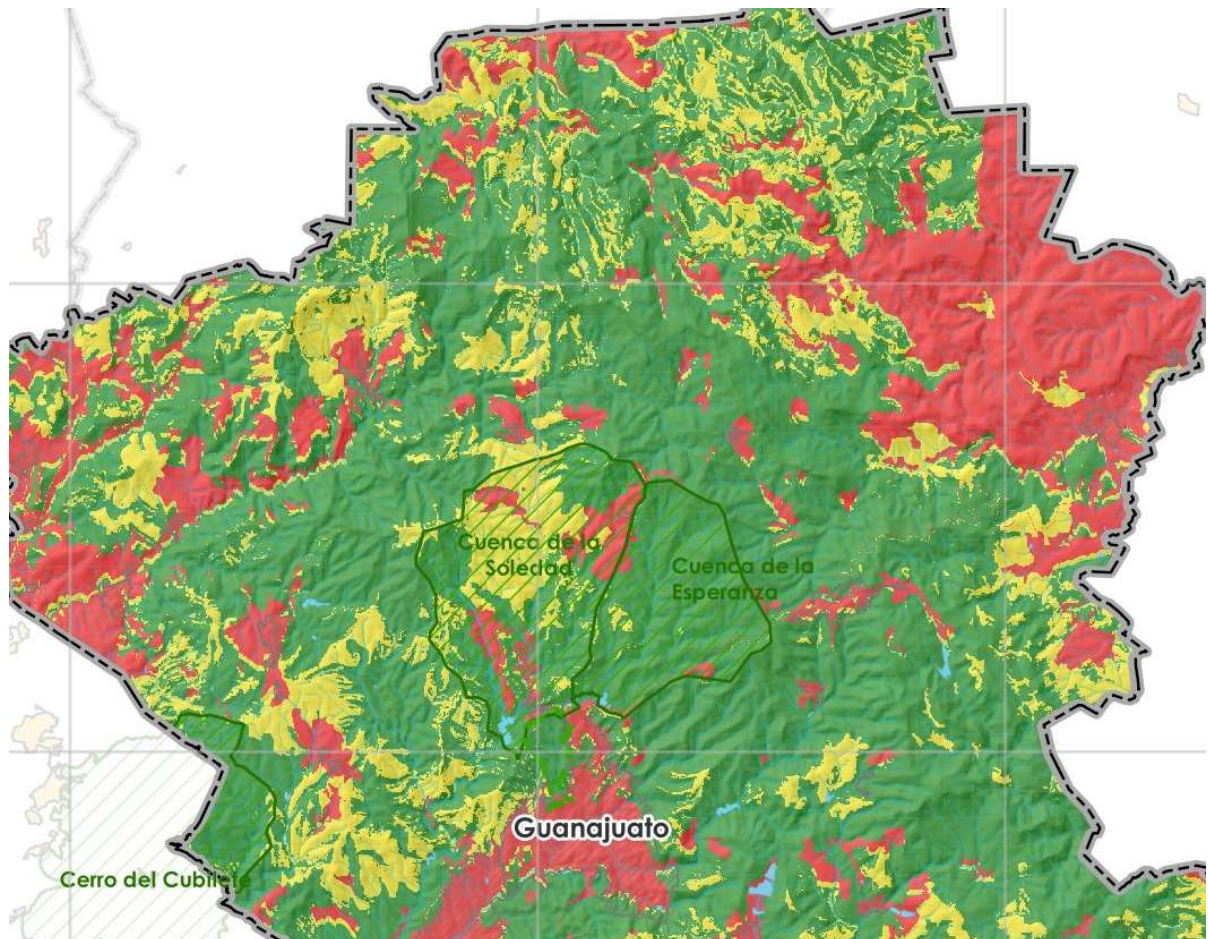 Cuenca de la
Soledad
Cuenca de la
Esperanza
Guanajuato
Cerro del Cubilete